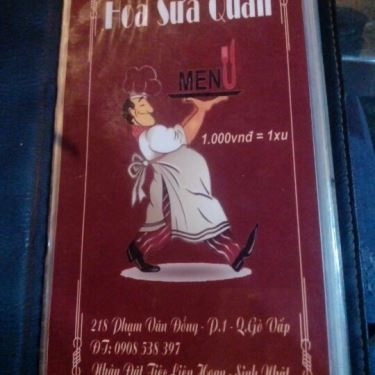 Hoa Sữa Quán
MENU
1.000vnđ = 1xu
218 Phạm Văn Đồng - P.1 - Q.Gò Vấp
ĐT: 0908 538 397
Nhận Đặt Tiệc Liên Hoan - Sinh Nhật